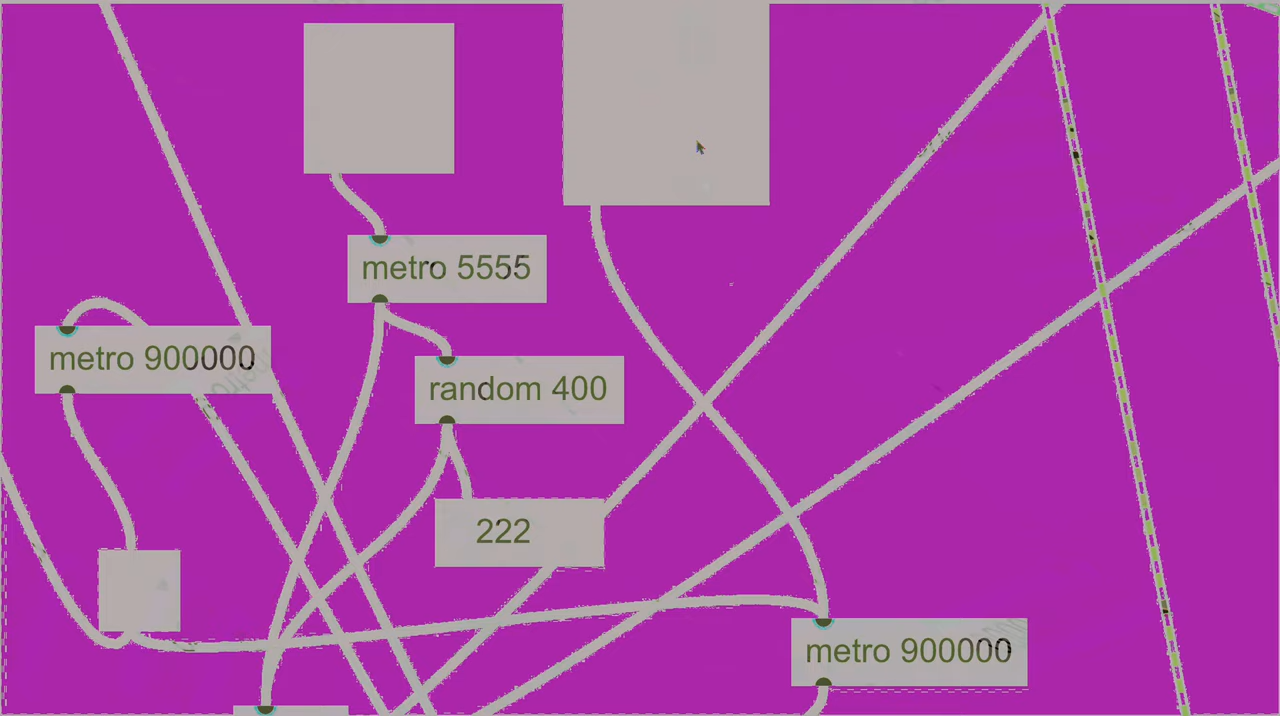 metro 5555
metro 900000
random 400
222
metro 900000